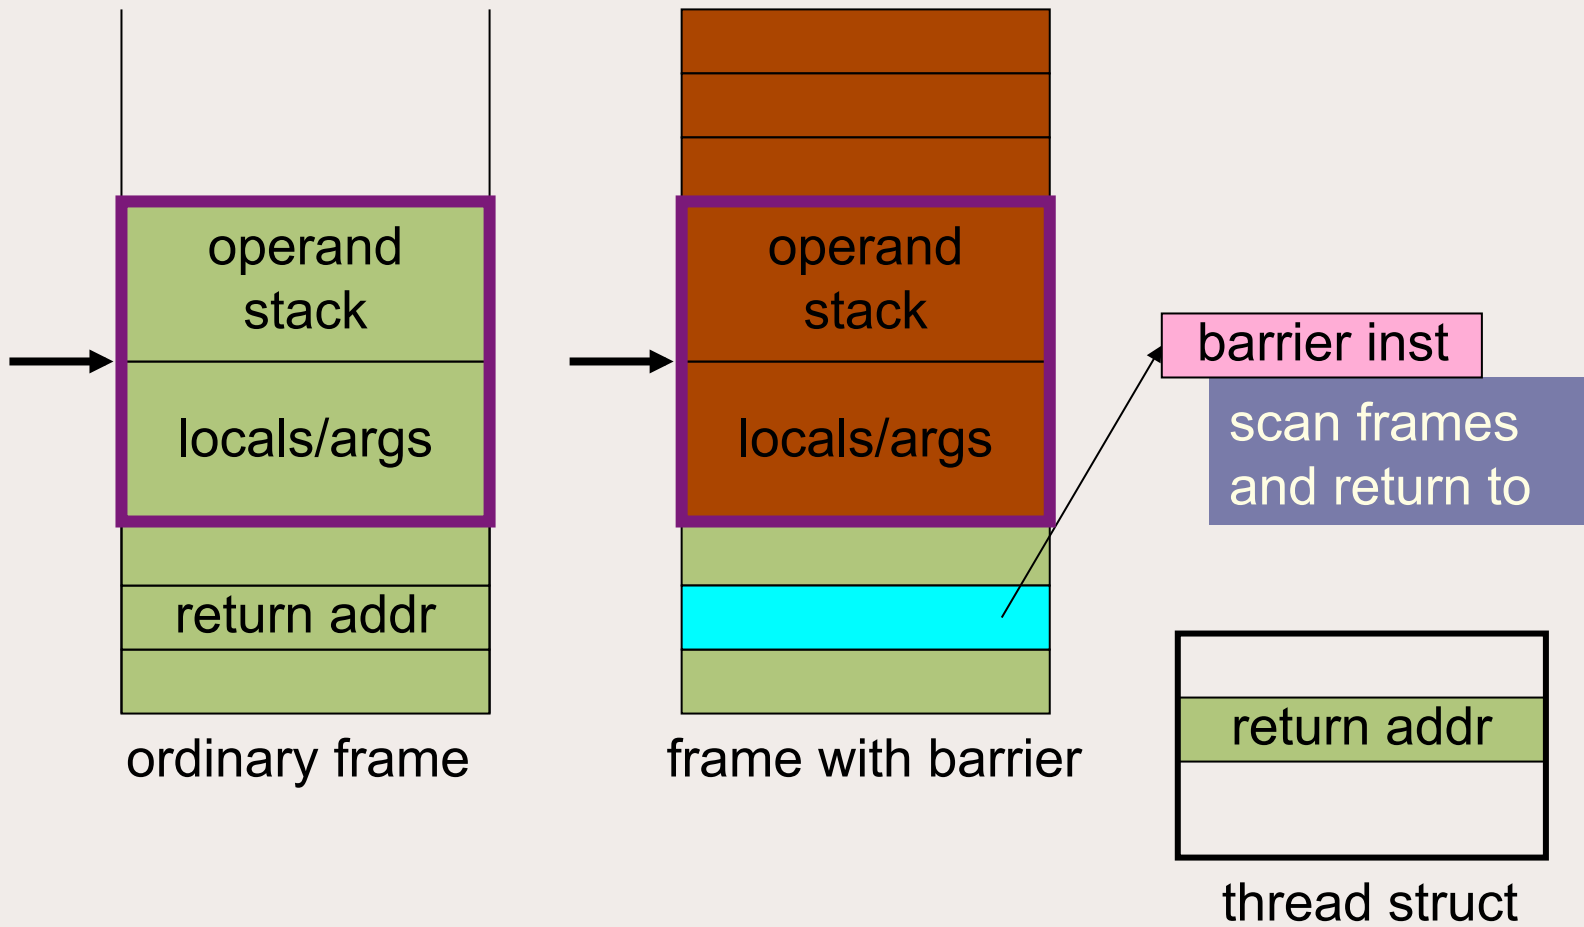 operand
stack
locals/args
return addr
ordinary frame
operand
stack
locals/args
frame with barrier
barrier inst
scan frames
and return to
return addr
thread struct